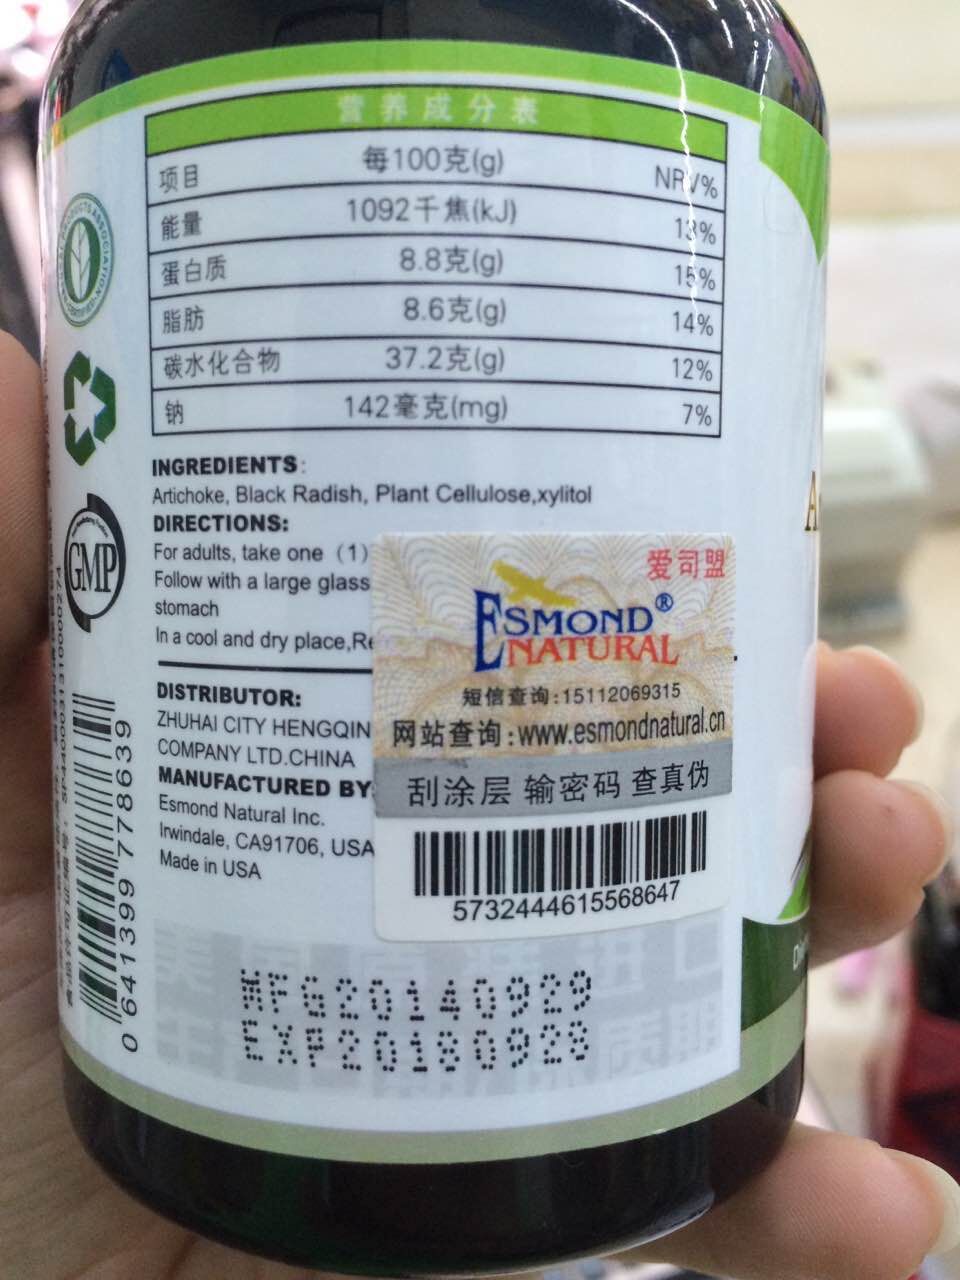 营养成分表
项目 每100克(g) NRV%
能量 1092千焦(kJ) 13%
蛋白质 8.8克(g) 15%
脂肪 8.6克(g) 14%
碳水化合物 37.2克(g) 12%
钠 142毫克(mg) 7%
INGREDIENTS:
Artichoke, Black Radish, Plant Cellulose,xylitol
DIRECTIONS:
For adults, take one (1)
Follow with a large glass
stomach
In a cool and dry place,
DISTRIBUTOR:
ZHUHAI CITY HENGQIN
COMPANY LTD.CHINA
MANUFACTURED BY
Esmond Natural Inc.
Irwindale, CA91706, USA
Made in USA
爱司盟
ESMOND®
NATURAL
短信查询:15112069315
网站查询:www.esmondnatural.cn
刮涂层 输密码 查真伪
5732444615568647
MFG20140929
EXP20180928
GMP
0 641399 778639